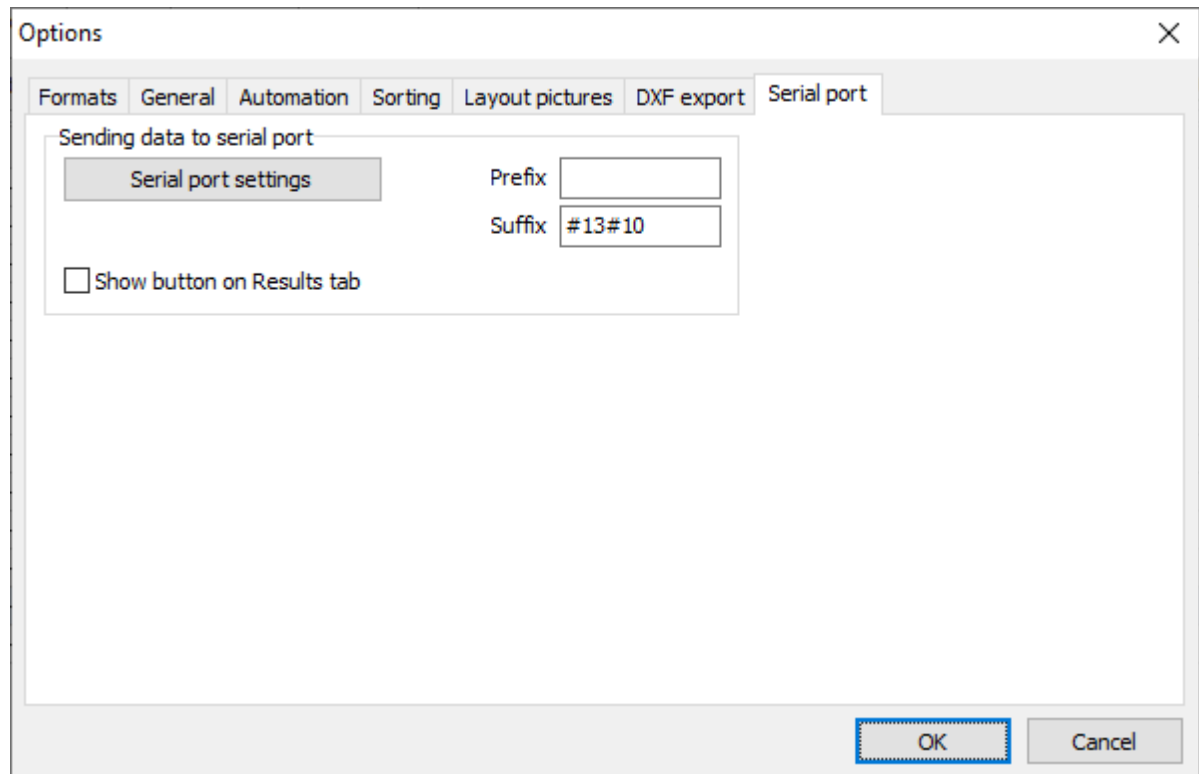 Options
Formats General Automation Sorting Layout pictures DXF export Serial port
Sending data to serial port
Serial port settings
Prefix
Suffix #13#10
Show button on Results tab
OK Cancel